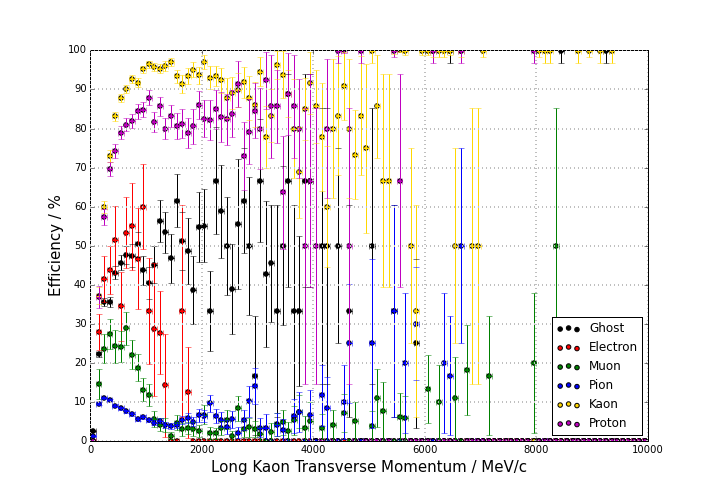 100
90
80
70
60
50
40
30
20
10
0
Efficiency / %
Ghost
Electron
Muon
Pion
Kaon
Proton
0 2000 4000 6000 8000 10000
Long Kaon Transverse Momentum / MeV/c